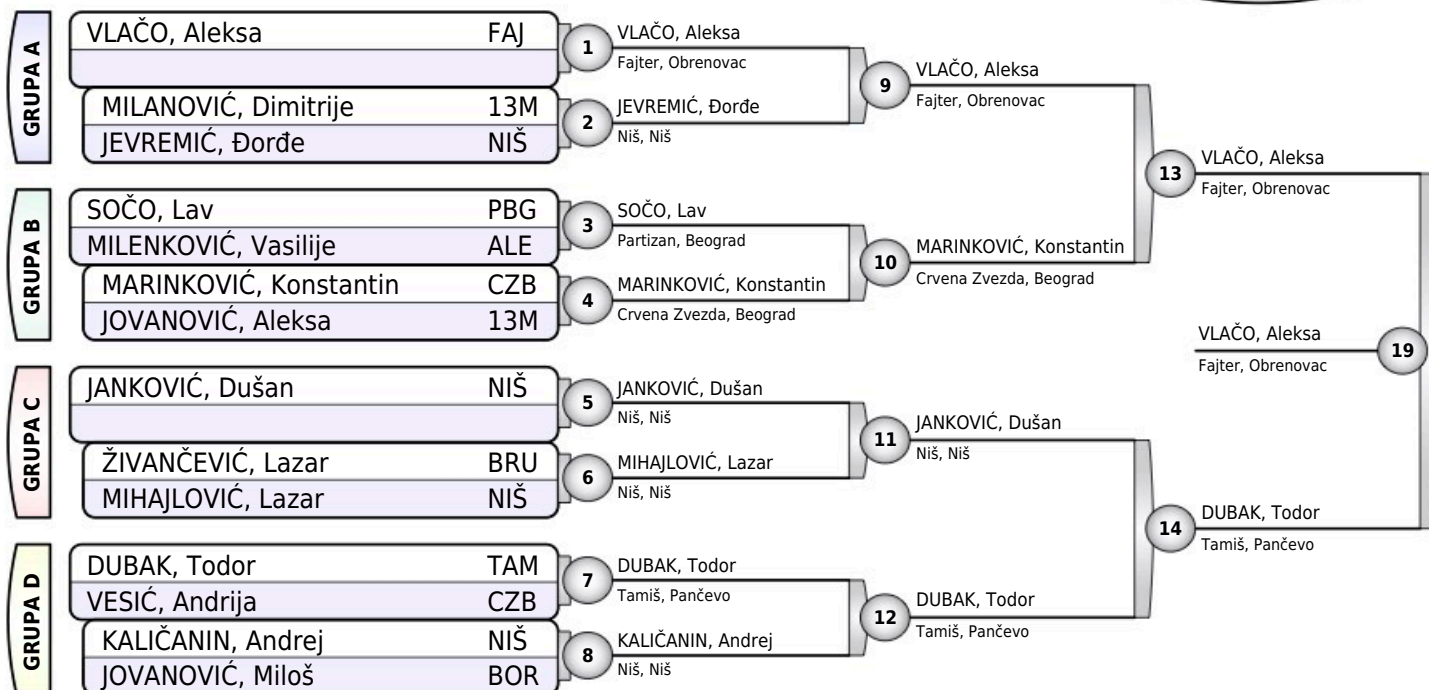 GRUPA A
VLAČO, Aleksa FAJ
MILANOVIĆ, Dimitrije 13M
JEVREMIĆ, Đorđe NIŠ
GRUPA B
SOČO, Lav PBG
MILENKOVIĆ, Vasilije ALE
MARINKOVIĆ, Konstantin CZB
JOVANOVIĆ, Aleksa 13M
GRUPA C
JANKOVIĆ, Dušan NIŠ
ŽIVANČEVIĆ, Lazar BRU
MIHAJLOVIĆ, Lazar NIŠ
GRUPA D
DUBAK, Todor TAM
VESIĆ, Andrija CZB
KALIČANIN, Andrej NIŠ
JOVANOVIĆ, Miloš BOR
1
VLAČO, Aleksa
Fajter, Obrenovac
2
JEVREMIĆ, Đorđe
Niš, Niš
3
SOČO, Lav
Partizan, Beograd
4
MARINKOVIĆ, Konstantin
Crvena Zvezda, Beograd
5
JANKOVIĆ, Dušan
Niš, Niš
6
MIHAJLOVIĆ, Lazar
Niš, Niš
7
DUBAK, Todor
Tamiš, Pančevo
8
KALIČANIN, Andrej
Niš, Niš
9
VLAČO, Aleksa
Fajter, Obrenovac
10
MARINKOVIĆ, Konstantin
Crvena Zvezda, Beograd
11
JANKOVIĆ, Dušan
Niš, Niš
12
DUBAK, Todor
Tamiš, Pančevo
13
VLAČO, Aleksa
Fajter, Obrenovac
14
DUBAK, Todor
Tamiš, Pančevo
VLAČO, Aleksa
Fajter, Obrenovac
19